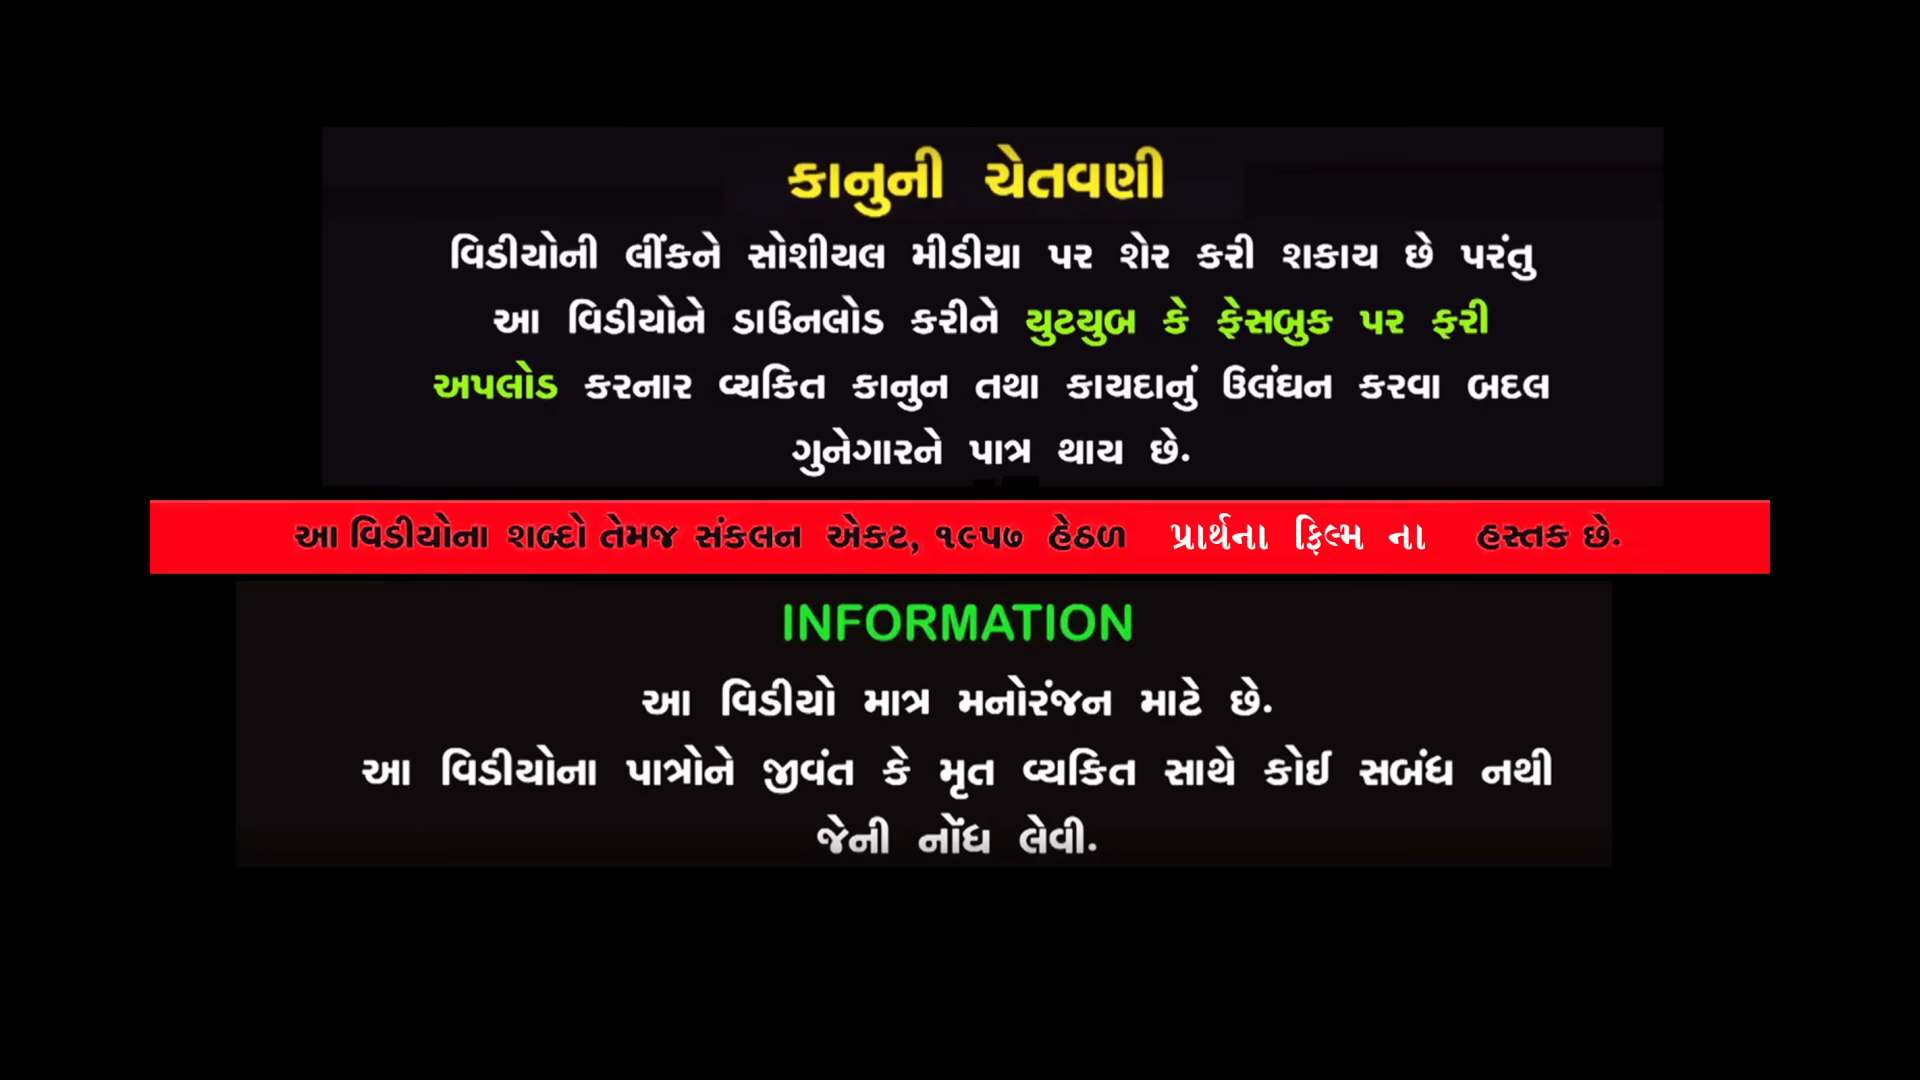 કાનુની ચેતવણી
વિડીયોની લીંકને સોશીયલ મીડીયા પર શેર કરી શકાય છે પરંતુ
આ વિડીયોને ડાઉનલોડ કરીને યુટયુબ કે ફેસબુક પર ફરી
અપલોડ કરનાર વ્યકિત કાનુન તથા કાયદાનું ઉલંઘન કરવા બદલ
ગુનેગારને પાત્ર થાય છે.
આ વિડીયોના શબ્દો તેમજ સંકલન એકટ, ૧૯૫૭ હેઠળ પ્રાર્થના ફિલ્મ ના હસ્તક છે.
INFORMATION
આ વિડીયો માત્ર મનોરંજન માટે છે.
આ વિડીયોના પાત્રોને જીવંત કે મૃત વ્યકિત સાથે કોઈ સબંધ નથી
જેની નોંધ લેવી.